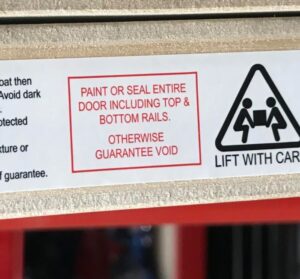 oat then
Avoid dark
otected
xture or
f guarantee.
PAINT OR SEAL ENTIRE
DOOR INCLUDING TOP &
BOTTOM RAILS.
OTHERWISE
GUARANTEE VOID
LIFT WITH CAR